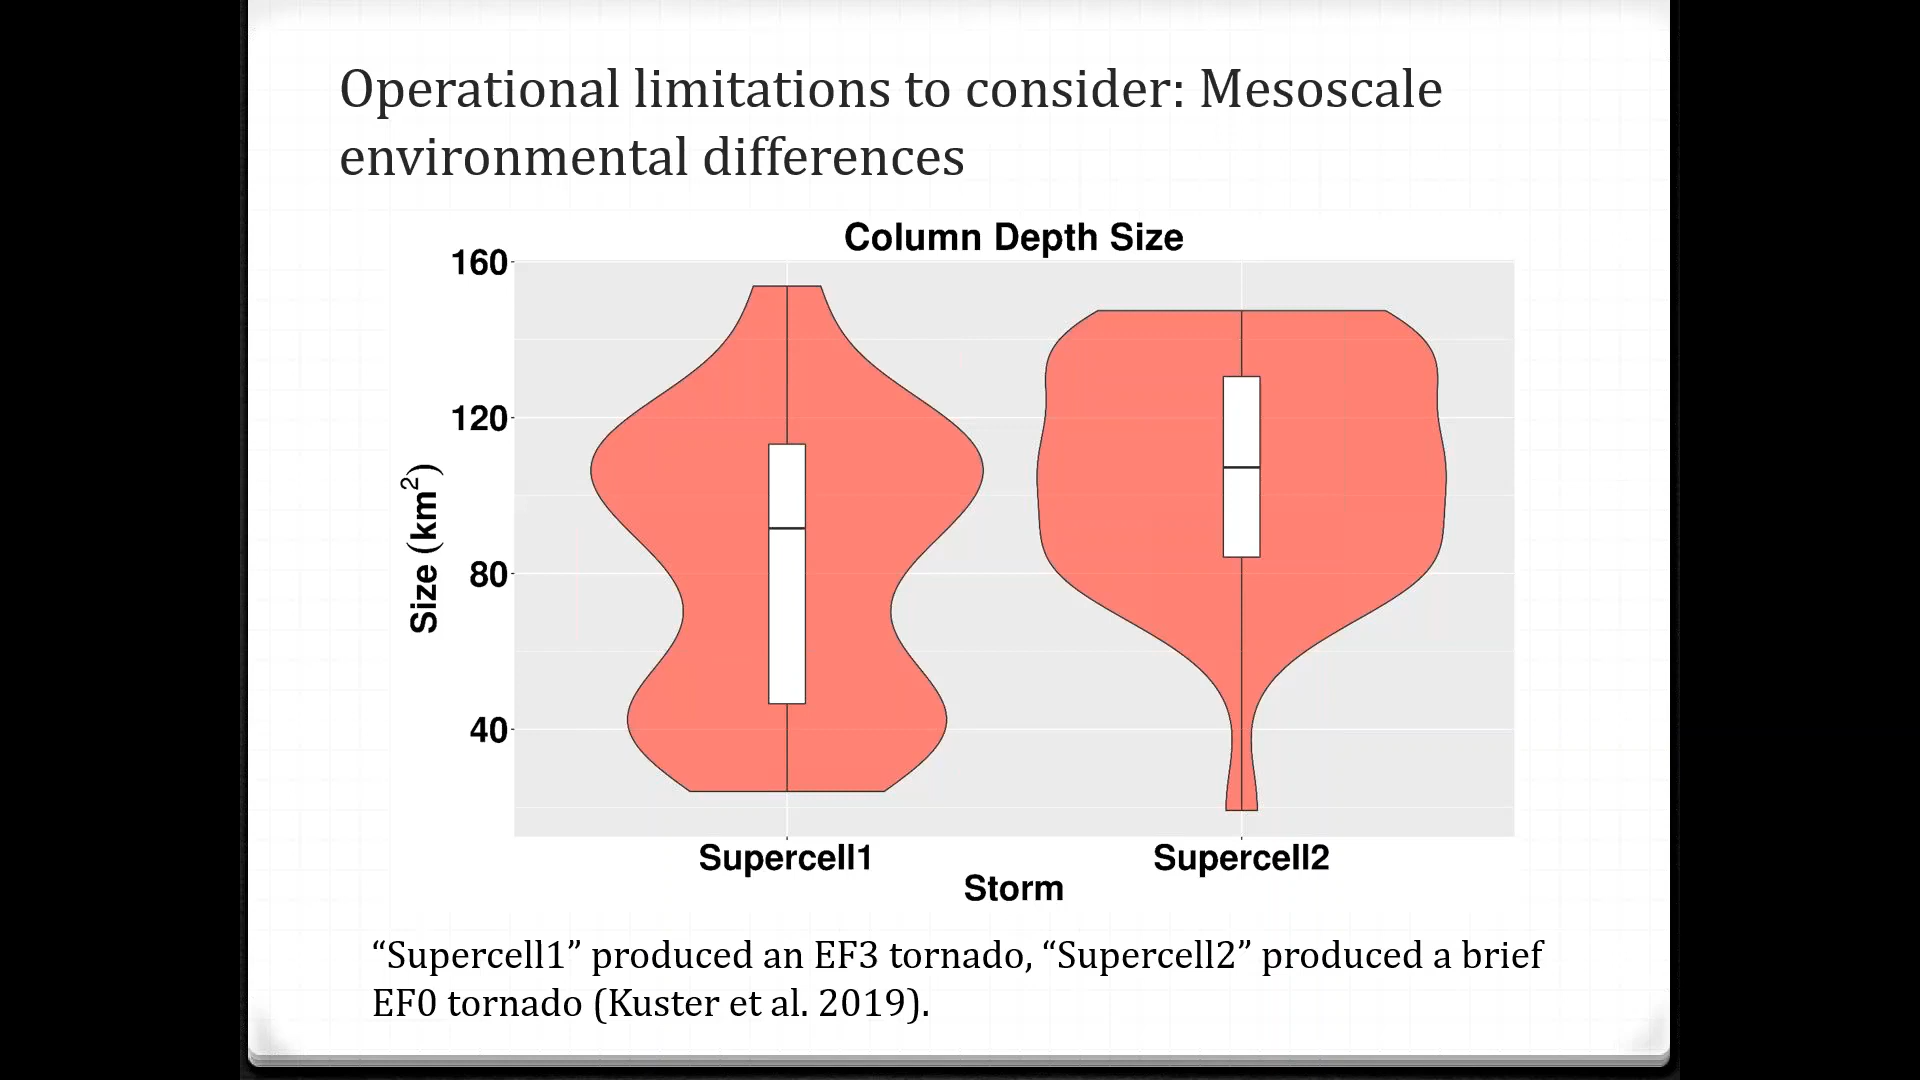 Operational limitations to consider: Mesoscale
environmental differences
Column Depth Size
160
120
80
40
Size (km²)
Supercell1 Supercell2
Storm
“Supercell1” produced an EF3 tornado, “Supercell2” produced a brief
EF0 tornado (Kuster et al. 2019).